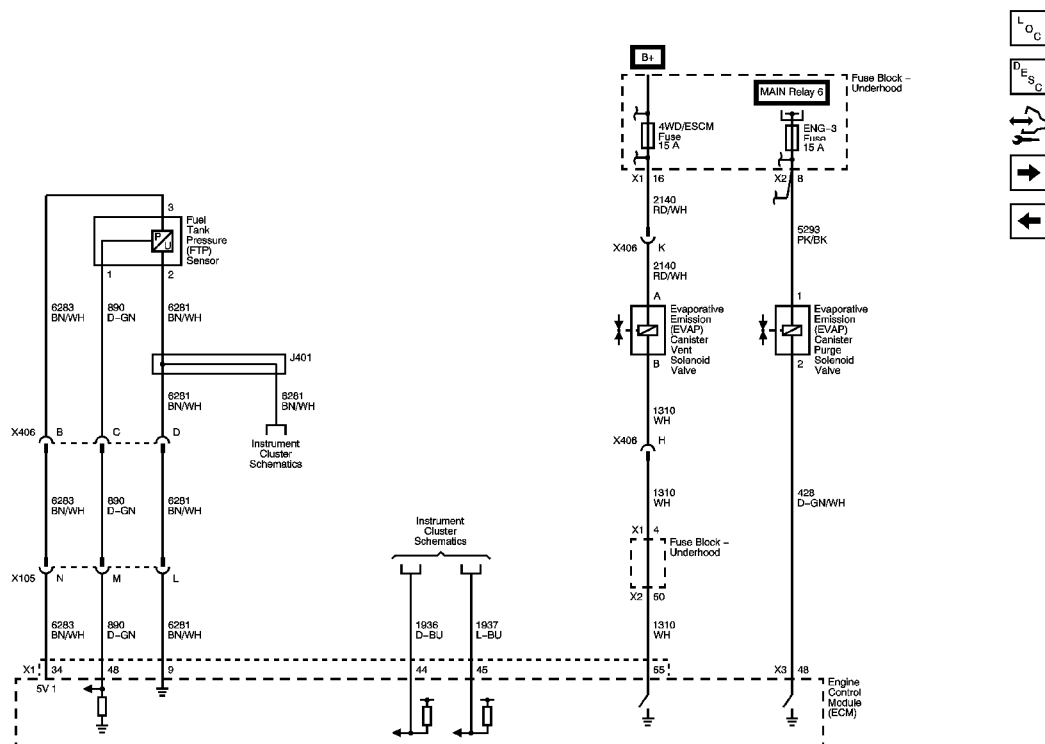 L
O
C
D
E
S
C
B+
Fuse Block –
Underhood
MAIN Relay 6
4WD/ESCM
Fuse
15 A
ENG-3
Fuse
15 A
X1 16
X2 8
2140
RD/WH
5293
PK/BK
X406 K
2140
RD/WH
3
Fuel
Tank
Pressure
(FTP)
Sensor
P
U
1 2
6283
BN/WH
890
D-GN
6281
BN/WH
A
Evaporative
Emission
(EVAP)
Canister
Vent
Solenoid
Valve
B
1
Evaporative
Emission
(EVAP)
Canister
Purge
Solenoid
Valve
2
J401
6281
BN/WH
6281
BN/WH
Instrument
Cluster
Schematics
X406 B C D
1310
WH
X406 H
6283
BN/WH
890
D-GN
6281
BN/WH
1310
WH
428
D-GN/WH
Instrument
Cluster
Schematics
X1 4
Fuse Block –
Underhood
X2 50
X105 N M L
6283
BN/WH
890
D-GN
6281
BN/WH
1936
D-BU
1937
L-BU
1310
WH
X1 34 48 9 44 45 55
X3 48
5V 1
Engine
Control
Module
(ECM)